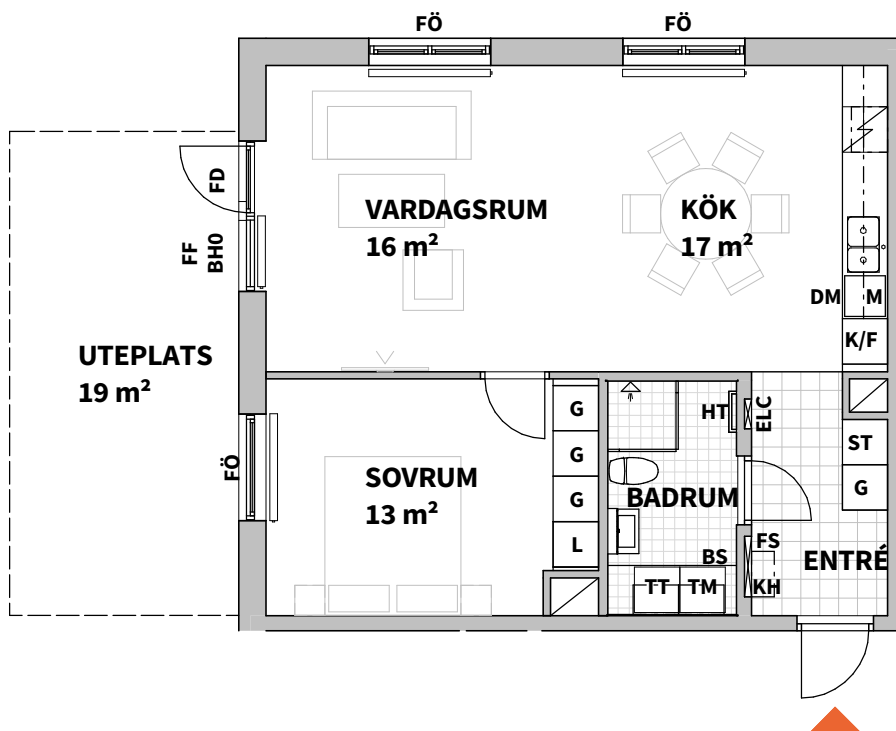 FÖ
FÖ
FD
FF
BH0
VARDAGSRUM
16 m²
KÖK
17 m²
DM
M
K/F
UTEPLATS
19 m²
FÖ
SOVRUM
13 m²
G
G
G
L
HT
ELC
ST
G
BADRUM
BS
TT
TM
FS
KH
ENTRÉ